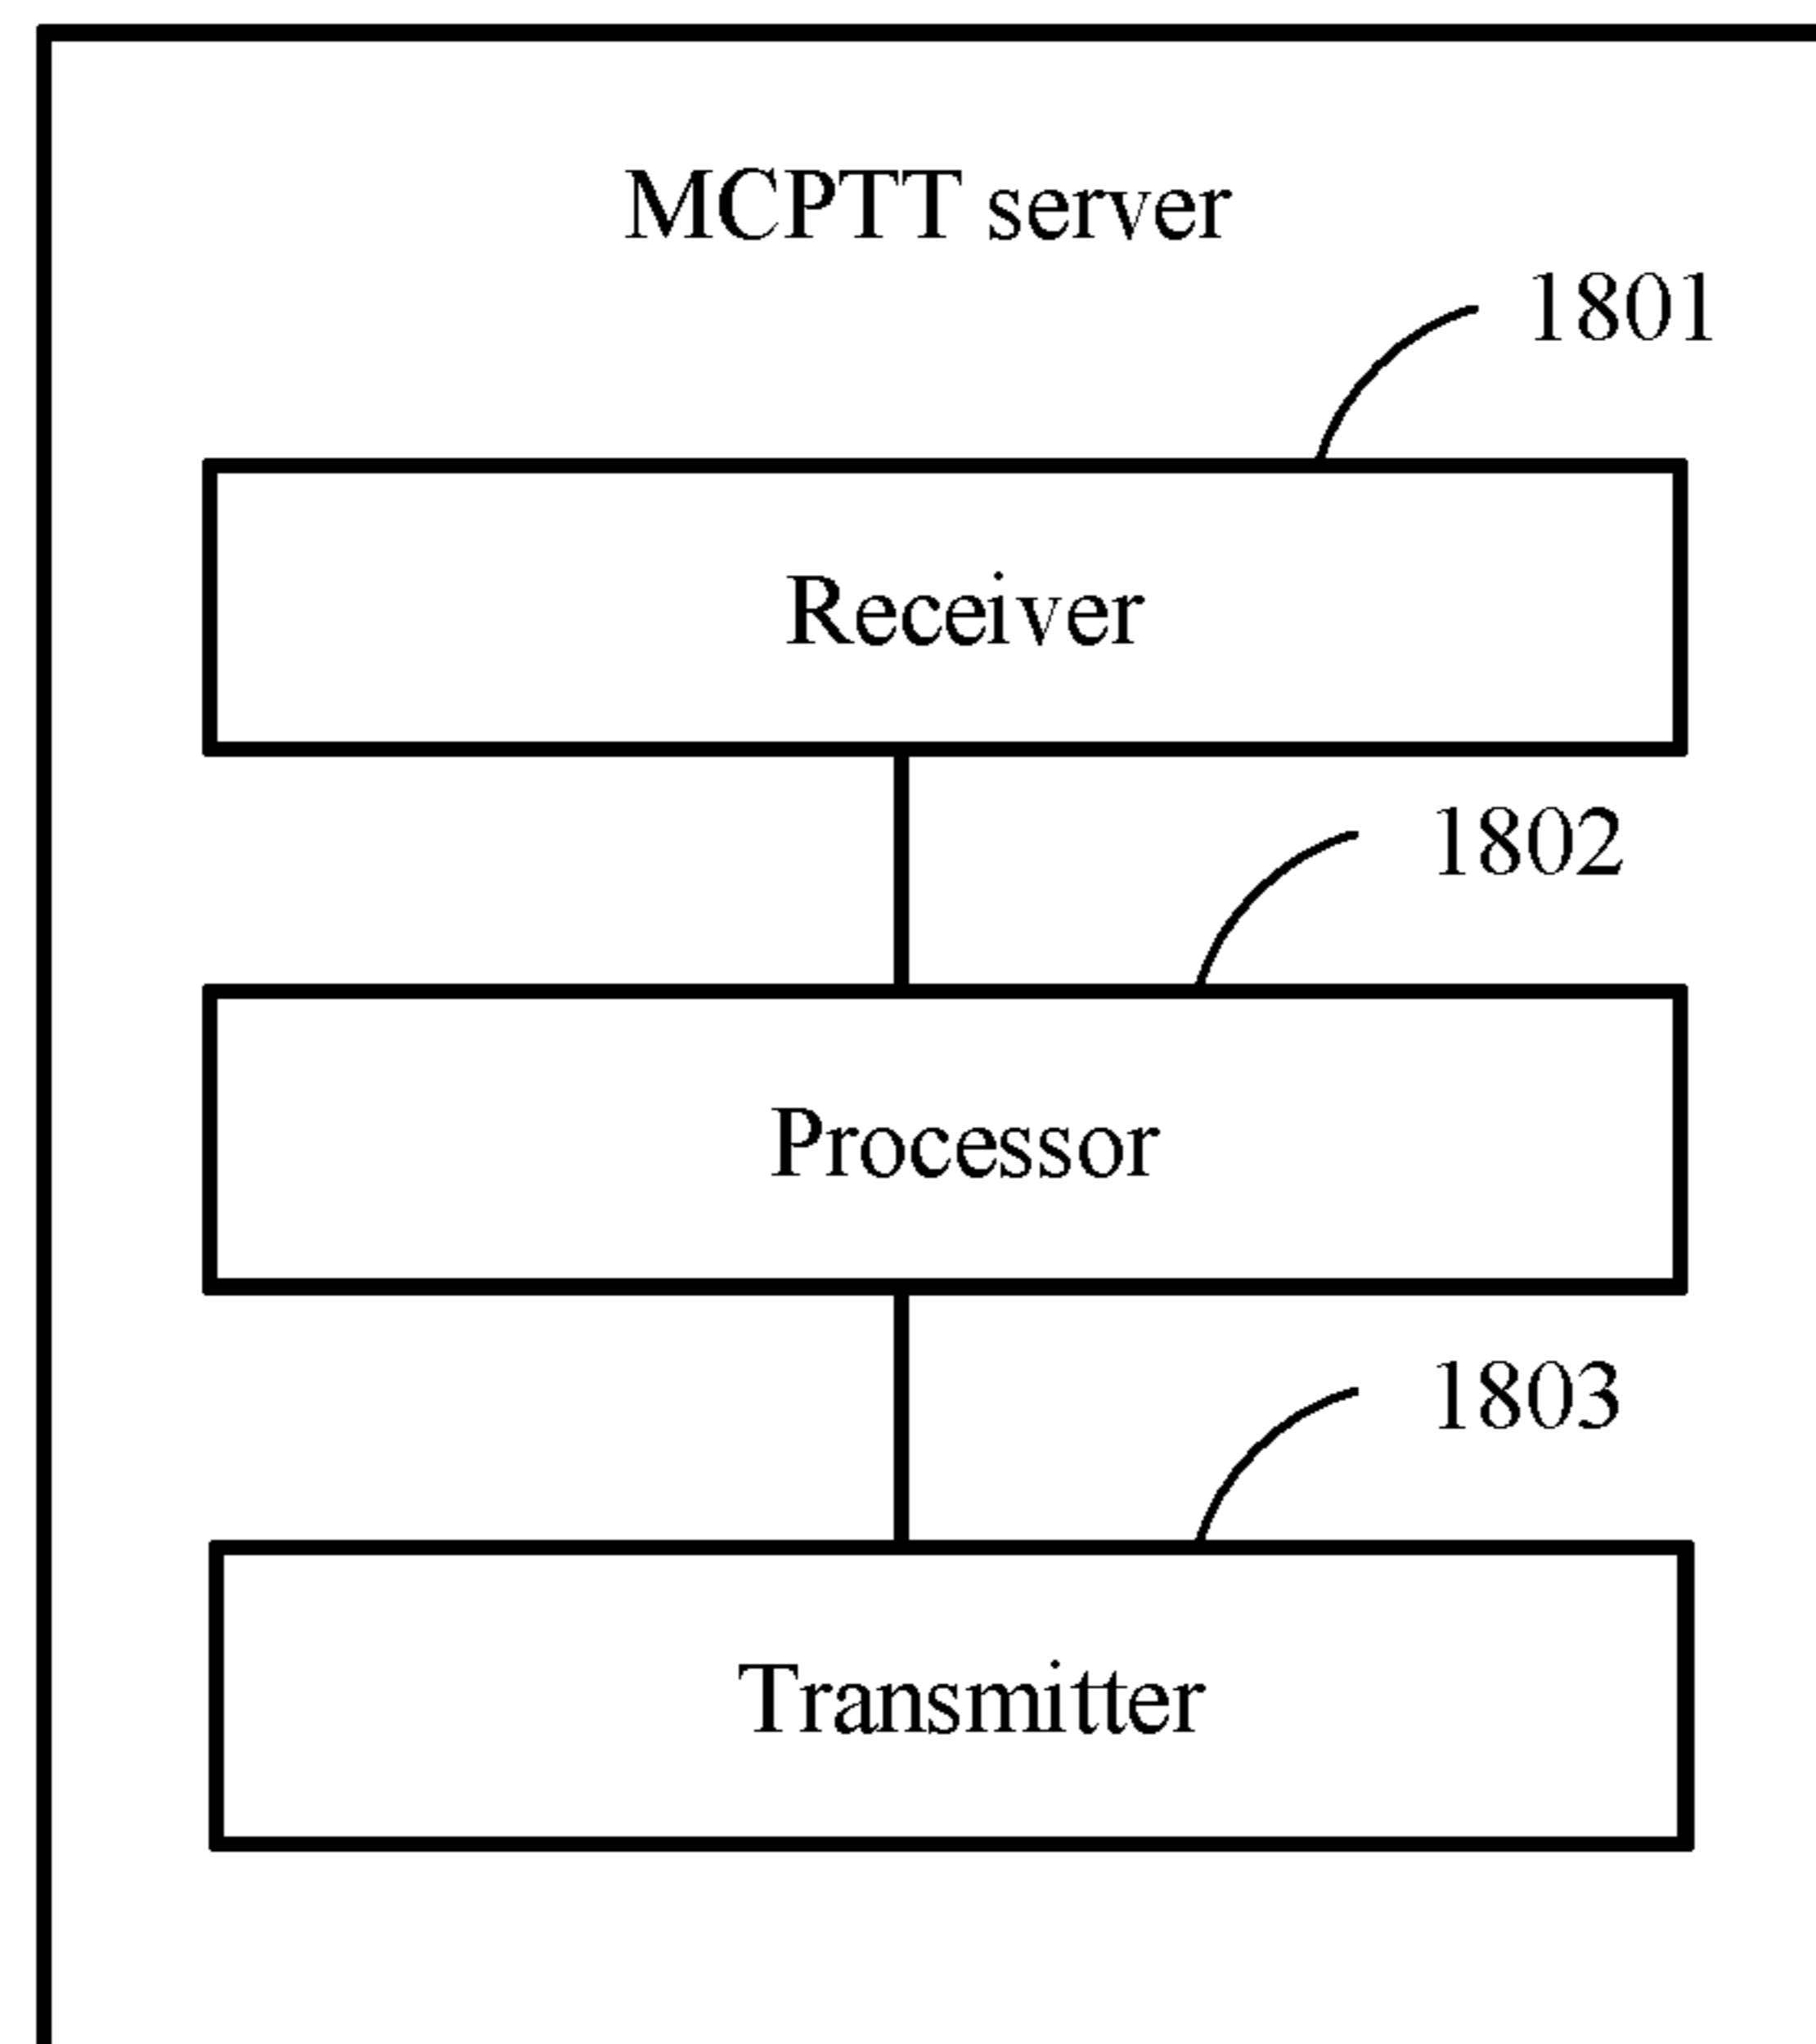 MCPTT server
1801
Receiver
1802
Processor
1803
Transmitter